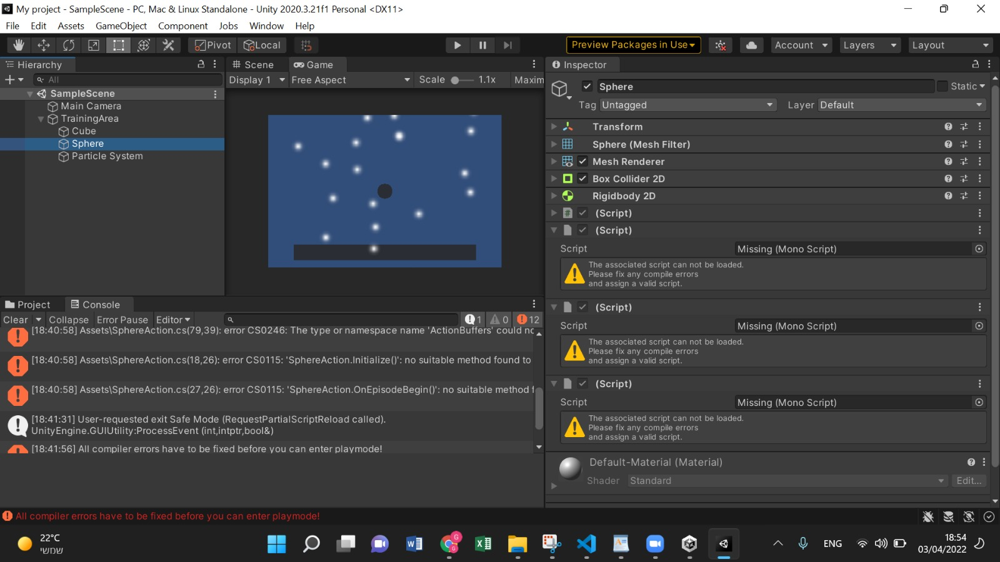 My project - SampleScene - PC, Mac & Linux Standalone - Unity 2020.3.21f1 Personal <DX11>
File Edit Assets GameObject Component Jobs Window Help
Pivot Local Preview Packages in Use Account Layers Layout
Hierarchy
All
SampleScene
Main Camera
TrainingArea
Cube
Sphere
Particle System
Scene Game
Display 1 Free Aspect Scale 1.1x Maxim
Inspector
Sphere Static
Tag Untagged Layer Default
Transform
Sphere (Mesh Filter)
Mesh Renderer
Box Collider 2D
Rigidbody 2D
(Script)
(Script)
Script Missing (Mono Script)
The associated script can not be loaded.
Please fix any compile errors
and assign a valid script.
(Script)
Script Missing (Mono Script)
The associated script can not be loaded.
Please fix any compile errors
and assign a valid script.
(Script)
Script Missing (Mono Script)
The associated script can not be loaded.
Please fix any compile errors
and assign a valid script.
Default-Material (Material)
Shader Standard Edit...
Project Console
Clear Collapse Error Pause Editor 1 0 12
[18:40:58] Assets\SphereAction.cs(79,39): error CS0246: The type or namespace name 'ActionBuffers' could no
[18:40:58] Assets\SphereAction.cs(18,26): error CS0115: 'SphereAction.Initialize()': no suitable method found to
[18:40:58] Assets\SphereAction.cs(27,26): error CS0115: 'SphereAction.OnEpisodeBegin()': no suitable method f
[18:41:31] User-requested exit Safe Mode (RequestPartialScriptReload called).
UnityEngine.GUIUtility:ProcessEvent (int,intptr,bool&)
[18:41:56] All compiler errors have to be fixed before you can enter playmode!
All compiler errors have to be fixed before you can enter playmode!
22°C
שמשי
ENG
18:54
03/04/2022